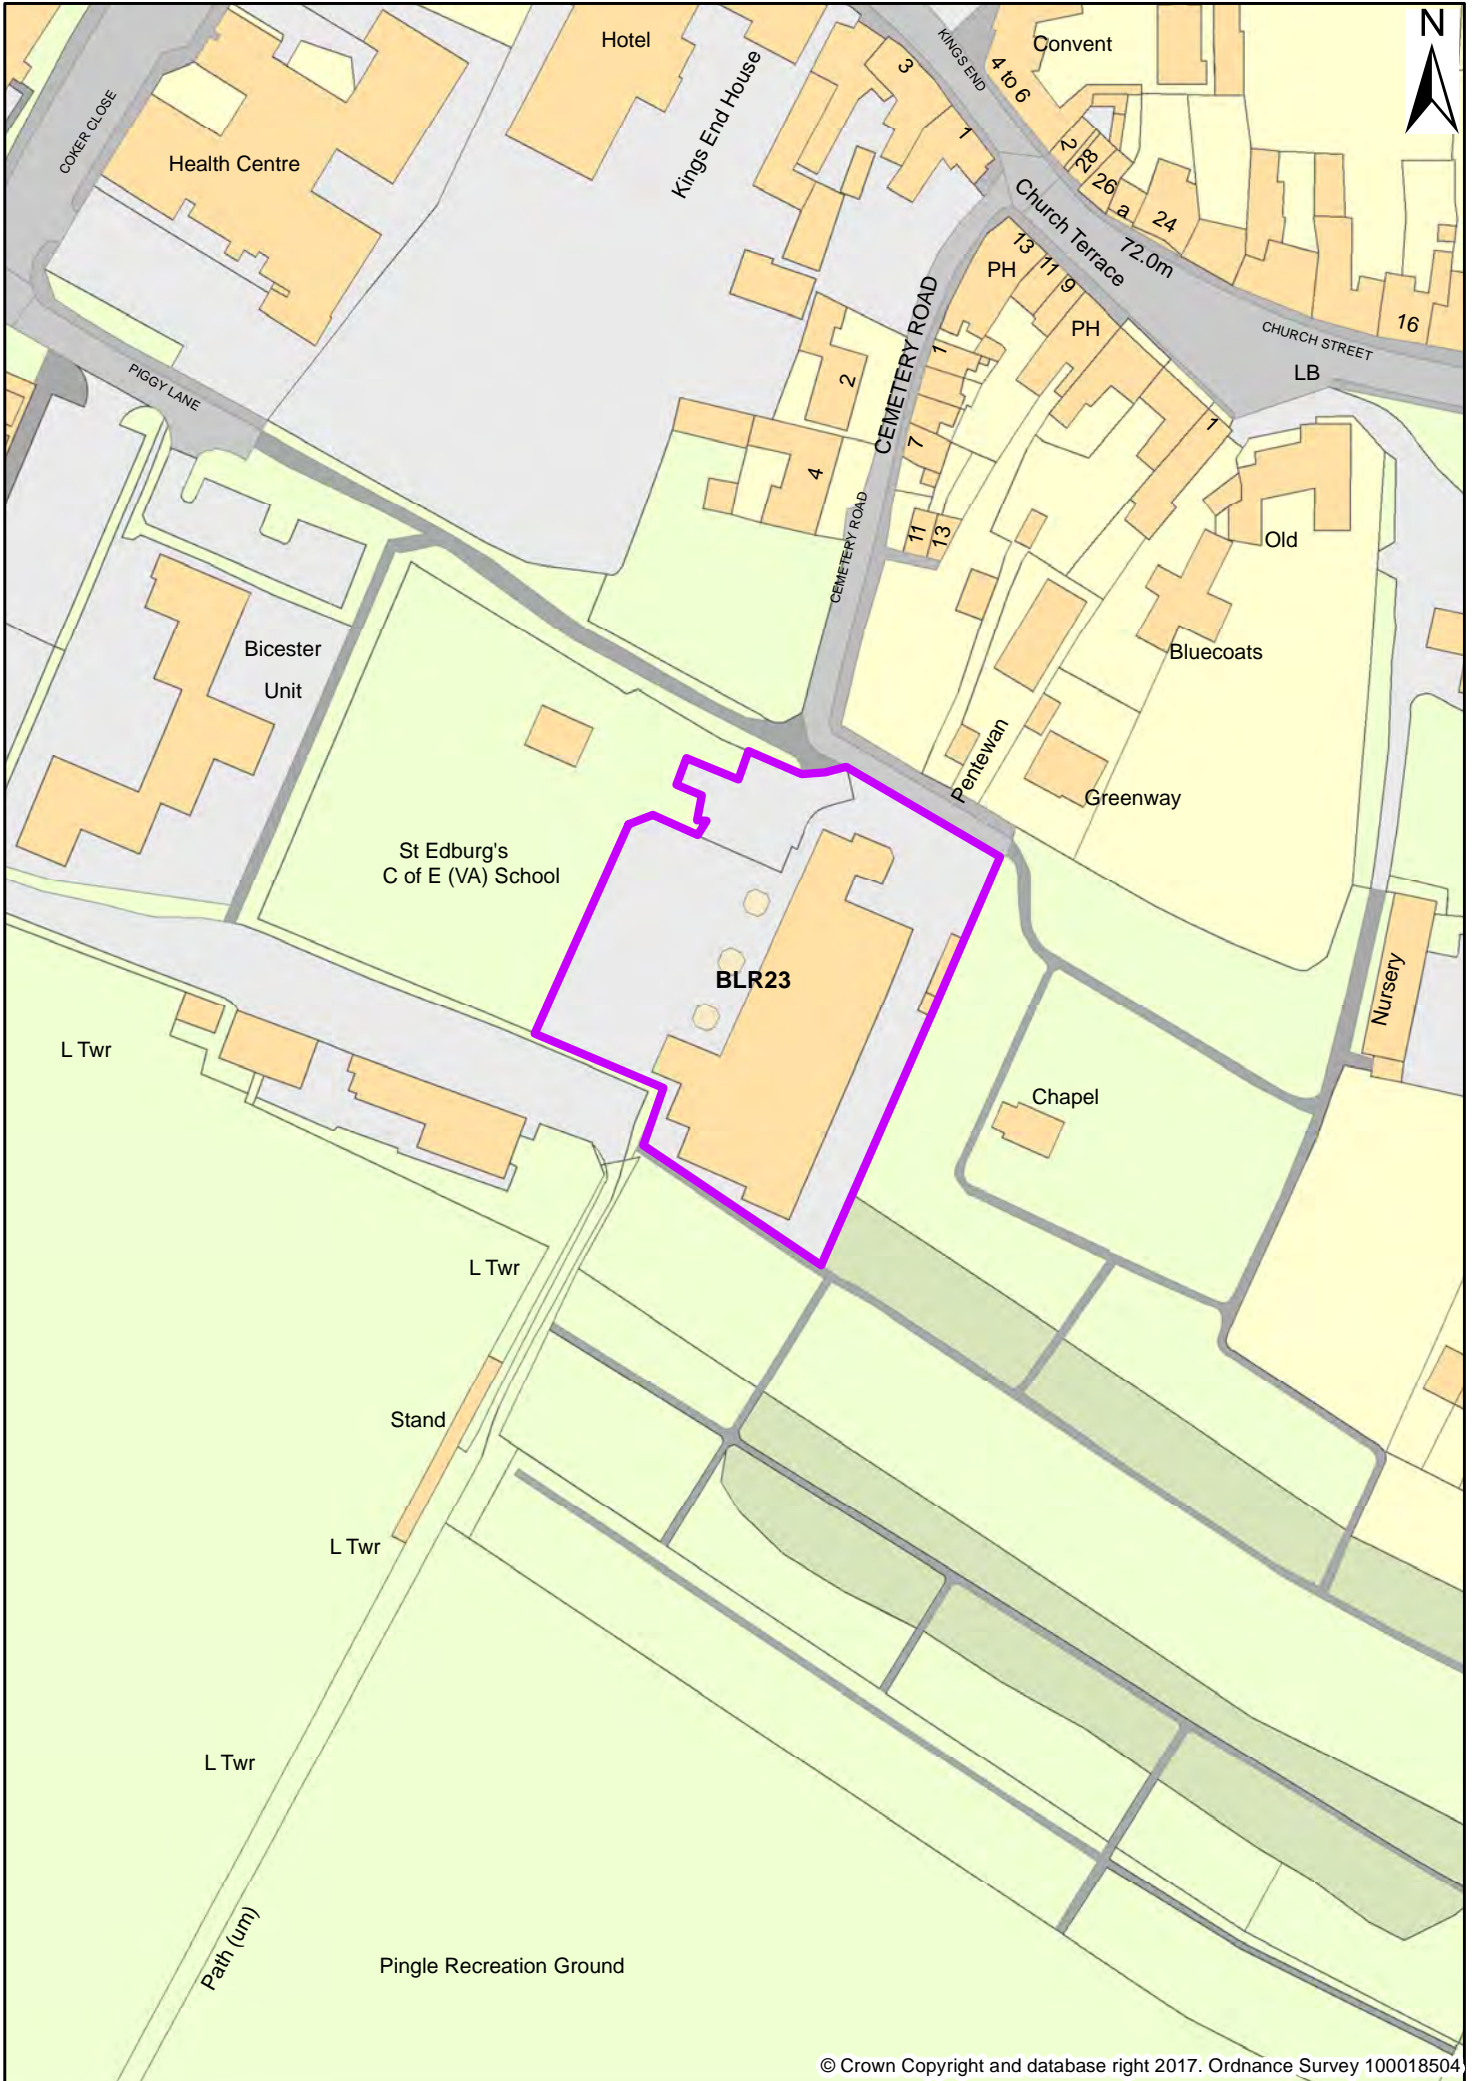 N
Hotel
Convent
KINGS END
3
4 to 6
Kings End House
COKER CLOSE
Health Centre
1
2
28
26
a
24
Church Terrace
72.0m
13
PH
11
9
PH
CHURCH STREET
16
LB
CEMETERY ROAD
1
2
7
PIGGY LANE
1
4
11
13
Old
CEMETERY ROAD
Bicester
Unit
Bluecoats
Pentewan
Greenway
St Edburg's
C of E (VA) School
BLR23
Nursery
L Twr
Chapel
L Twr
Stand
L Twr
L Twr
Path (um)
Pingle Recreation Ground
© Crown Copyright and database right 2017. Ordnance Survey 100018504